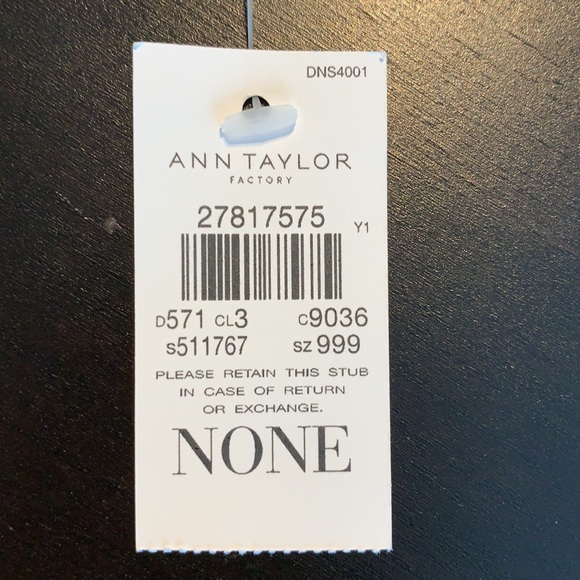 DNS4001
ANN TAYLOR
FACTORY
27817575 Y1
D571 CL3 C9036
S511767 SZ 999
PLEASE RETAIN THIS STUB
IN CASE OF RETURN
OR EXCHANGE.
NONE